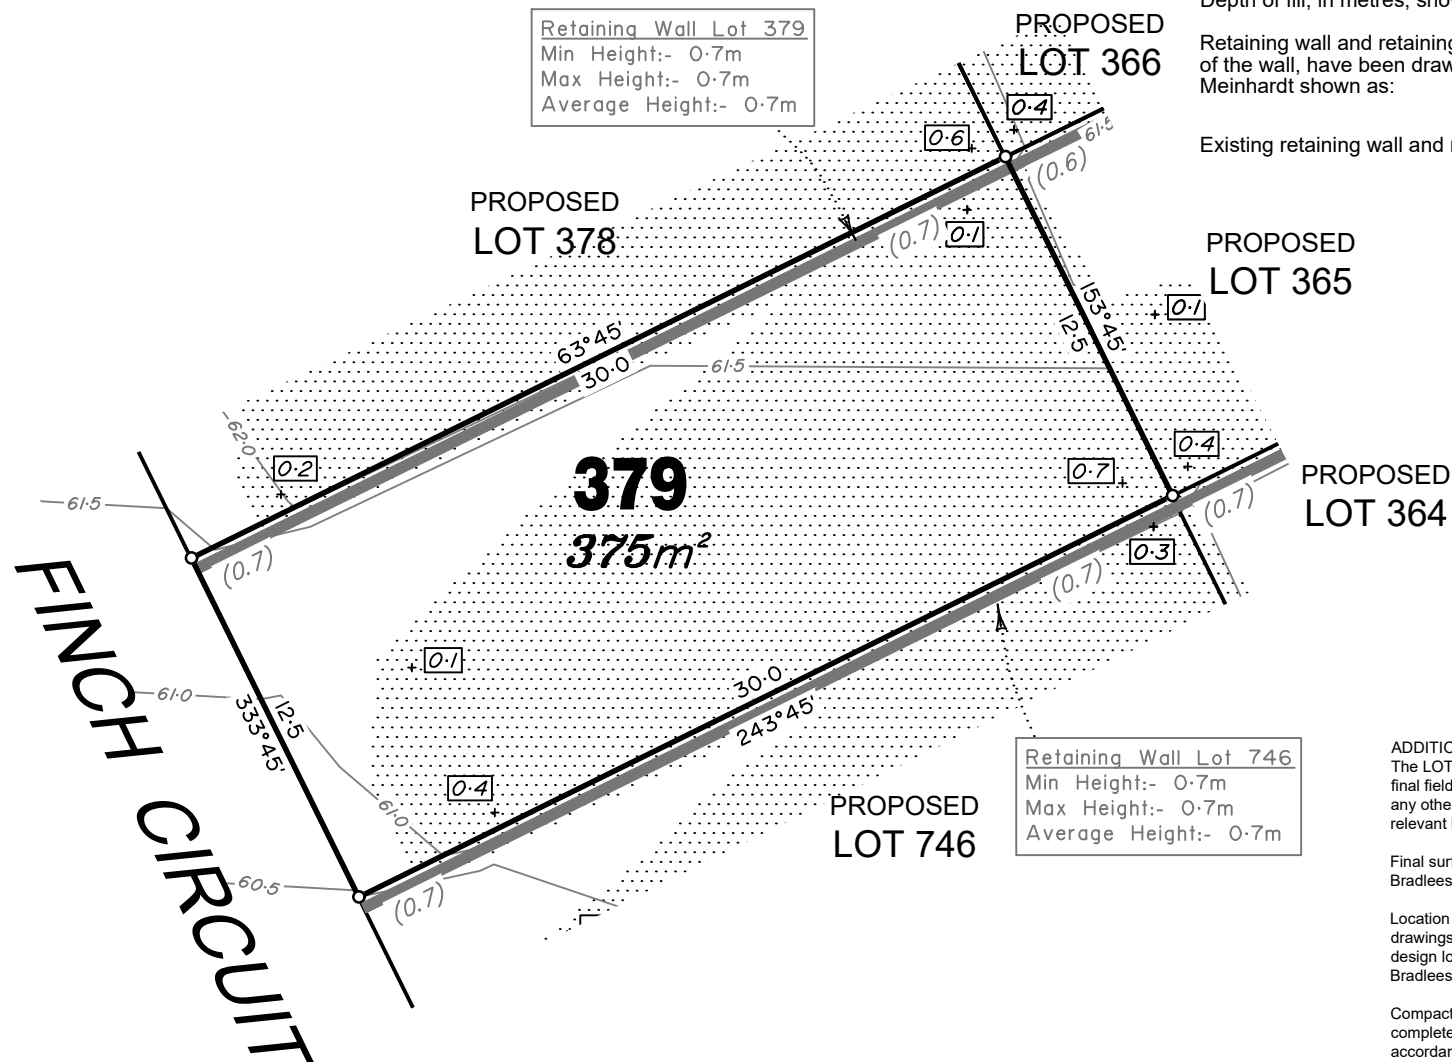 Retaining Wall Lot 379
Min Height:- 0·7m
Max Height:- 0·7m
Average Height:- 0·7m
PROPOSED
LOT 366
Depth of fill, in metres,
Retaining wall and retaining
of the wall, have been
Meinhardt shown as:
Existing retaining wall and
0·4
0·6
61·5
(0.6)
PROPOSED
LOT 378
(0.7)
0·1
PROPOSED
LOT 365
0·1
153°45'
12·5
63°45'
30·0
61·5
62·0
0·2
61·5
379
375m²
0·4
0·7
PROPOSED
LOT 364
(0.7)
0·3
(0.7)
(0.7)
FINCH CIRCUIT
0·1
61·0
12·5
333°45'
30·0
243°45'
0·4
61·0
60·5
(0.7)
PROPOSED
LOT 746
Retaining Wall Lot 746
Min Height:- 0·7m
Max Height:- 0·7m
Average Height:- 0·7m
The LOT
final field
any othe
relevant
Final
Bradlees
Location
drawings
design
Bradlees
Compact
complete